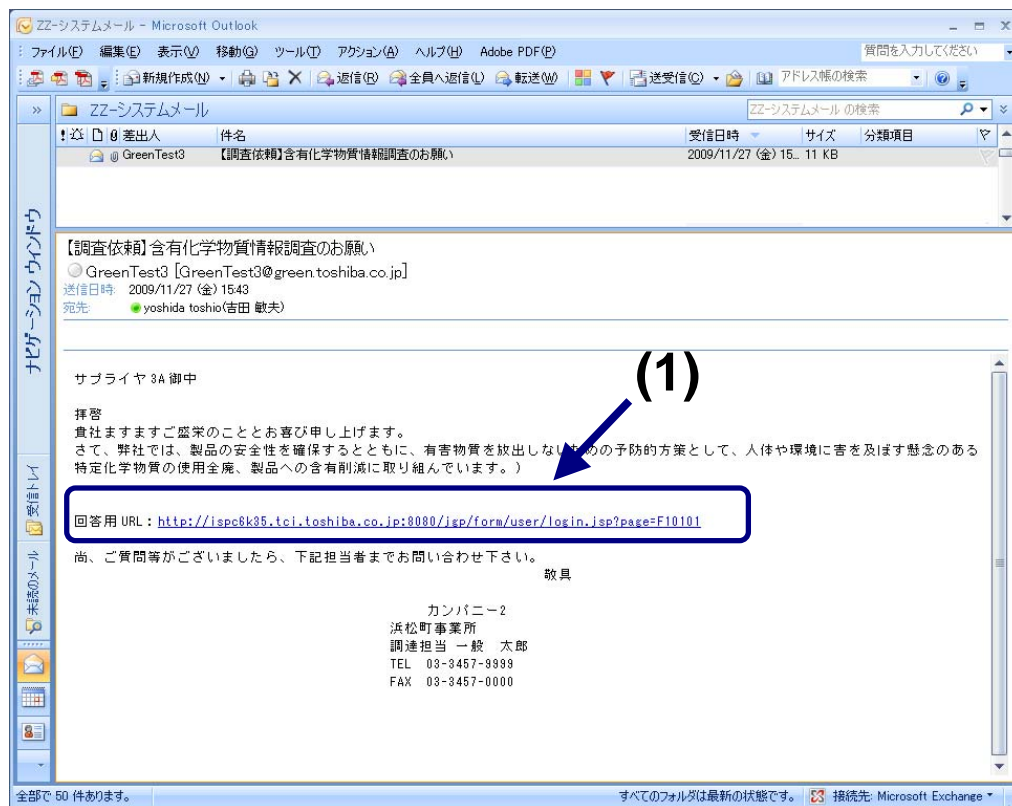 ZZ-システムメール - Microsoft Outlook
ファイル(F) 編集(E) 表示(V) 移動(G) ツール(T) アクション(A) ヘルプ(H) Adobe PDF(P) 質問を入力してください
新規作成(N) 返信(R) 全員へ返信(L) 転送(W) 送受信(C) アドレス帳の検索
ZZ-システムメール ZZ-システムメール の検索
差出人 件名 受信日時 サイズ 分類項目
GreenTest3 【調査依頼】含有化学物質情報調査のお願い 2009/11/27 (金) 15... 11 KB
ナビゲーション ウィンドウ
【調査依頼】含有化学物質情報調査のお願い
GreenTest3 [GreenTest3@green.toshiba.co.jp]
送信日時: 2009/11/27 (金) 15:43
宛先: yoshida toshio(吉田 敏夫)
(1)
サプライヤ 3A 御中
拝啓
貴社ますますご盛栄のこととお喜び申し上げます。
さて、弊社では、製品の安全性を確保するとともに、有害物質を放出しないための予防的方策として、人体や環境に害を及ぼす懸念のある
特定化学物質の使用全廃、製品への含有削減に取り組んでいます。)
回答用 URL：http://ispc6k35.tci.toshiba.co.jp:8080/jgp/form/user/login.jsp?page=F10101
尚、ご質問等がございましたら、下記担当者までお問い合わせ下さい。
敬具
カンパニー2
浜松町事業所
調達担当 一般 太郎
TEL 03-3457-9999
FAX 03-3457-0000
受信トレイ
未読のメール
全部で 50 件あります。 すべてのフォルダは最新の状態です。 接続先: Microsoft Exchange